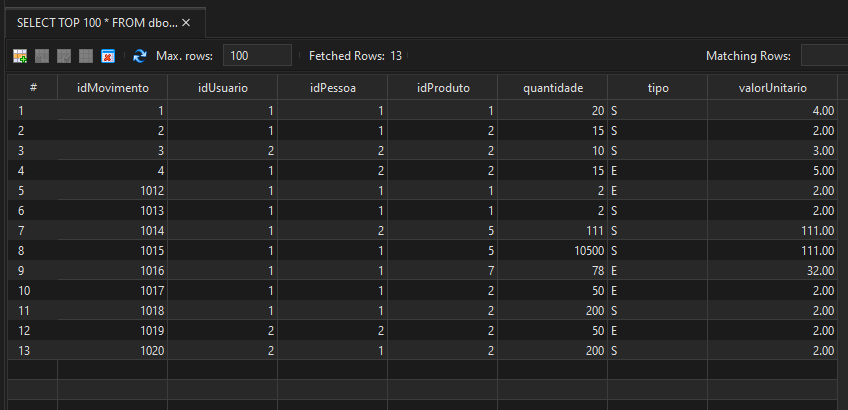 SELECT TOP 100 * FROM dbo... ×
Max. rows: 100 Fetched Rows: 13 Matching Rows:
# idMovimento idUsuario idPessoa idProduto quantidade tipo valorUnitario
1 1 1 1 1 20 S 4.00
2 2 1 1 2 15 S 2.00
3 3 2 2 2 10 S 3.00
4 4 1 2 2 15 E 5.00
5 1012 1 1 1 2 E 2.00
6 1013 1 1 1 2 S 2.00
7 1014 1 2 5 111 S 111.00
8 1015 1 1 5 10500 S 111.00
9 1016 1 1 7 78 E 32.00
10 1017 1 1 2 50 E 2.00
11 1018 1 1 2 200 S 2.00
12 1019 2 2 2 50 E 2.00
13 1020 2 1 2 200 S 2.00